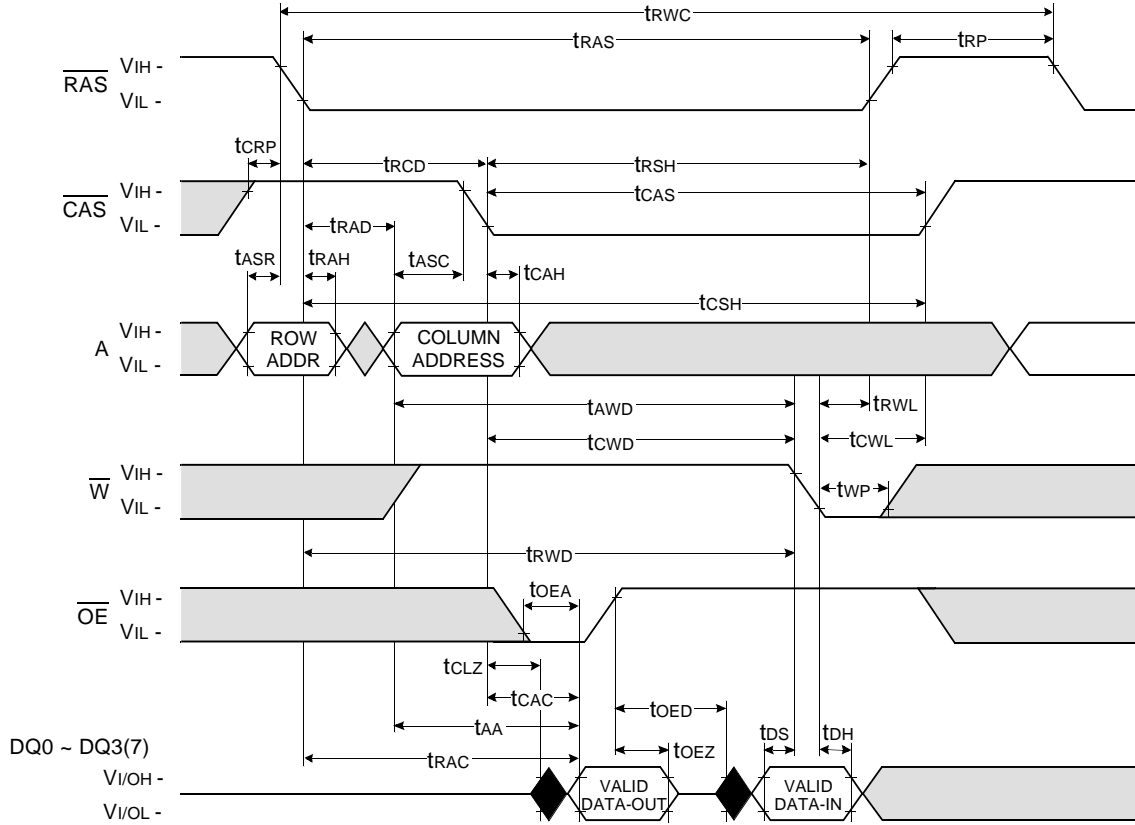 tRWC
tRAS
tRP
RAS
VIH -
VIL -
tCRP
tRCD
tRSH
CAS
VIH -
VIL -
tCAS
tRAD
tASR
tRAH
tASC
tCAH
tCSH
A
VIH -
VIL -
ROW
ADDR
COLUMN
ADDRESS
tAWD
tRWL
tCWD
tCWL
W
VIH -
VIL -
tWP
tRWD
OE
VIH -
VIL -
tOEA
tCLZ
tCAC
tOED
tAA
tDS
tDH
DQ0 ~ DQ3(7)
tRAC
tOEZ
VI/OH -
VI/OL -
VALID
DATA-OUT
VALID
DATA-IN